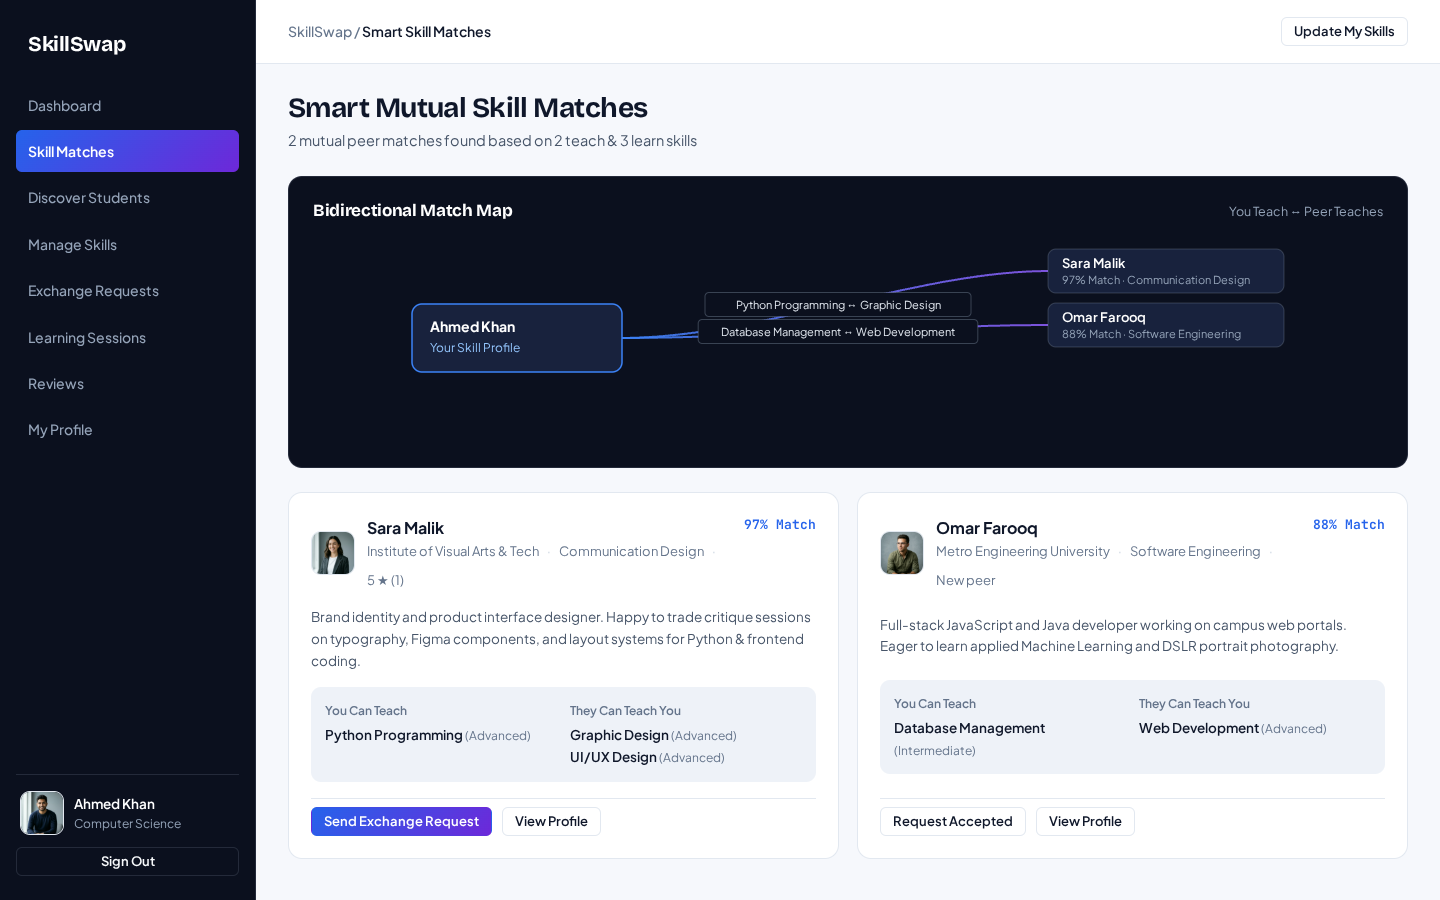 SkillSwap
Dashboard
Skill Matches
Discover Students
Manage Skills
Exchange Requests
Learning Sessions
Reviews
My Profile
Ahmed Khan
Computer Science
Sign Out
SkillSwap / Smart Skill Matches
Update My Skills
Smart Mutual Skill Matches
2 mutual peer matches found based on 2 teach & 3 learn skills
Bidirectional Match Map
You Teach ↔ Peer Teaches
Ahmed Khan
Your Skill Profile
Python Programming ↔ Graphic Design
Database Management ↔ Web Development
Sara Malik
97% Match · Communication Design
Omar Farooq
88% Match · Software Engineering
Sara Malik
97% Match
Institute of Visual Arts & Tech · Communication Design ·
5 ★ (1)
Brand identity and product interface designer. Happy to trade critique sessions
on typography, Figma components, and layout systems for Python & frontend
coding.
You Can Teach
Python Programming (Advanced)
They Can Teach You
Graphic Design (Advanced)
UI/UX Design (Advanced)
Send Exchange Request
View Profile
Omar Farooq
88% Match
Metro Engineering University · Software Engineering ·
New peer
Full-stack JavaScript and Java developer working on campus web portals.
Eager to learn applied Machine Learning and DSLR portrait photography.
You Can Teach
Database Management
(Intermediate)
They Can Teach You
Web Development (Advanced)
Request Accepted
View Profile